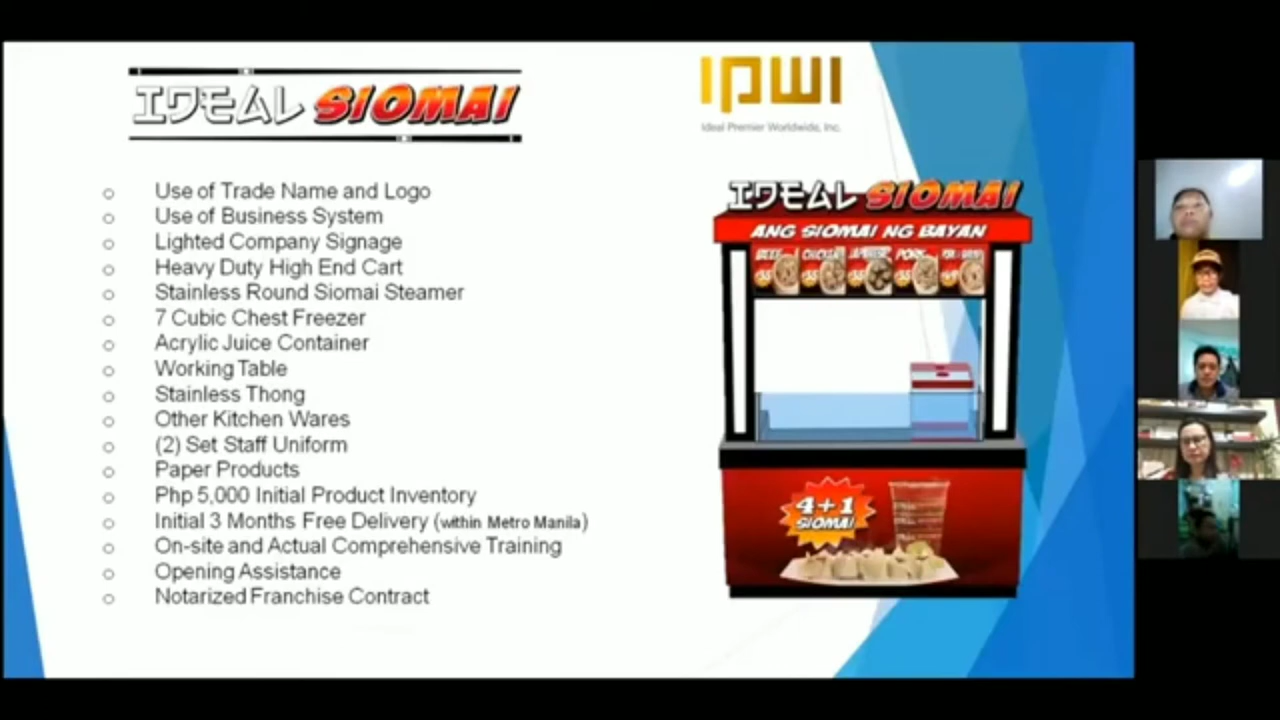 IDEAL SIOMAI
IPWI
Ideal Premier Worldwide, Inc.
Use of Trade Name and Logo
Use of Business System
Lighted Company Signage
Heavy Duty High End Cart
Stainless Round Siomai Steamer
7 Cubic Chest Freezer
Acrylic Juice Container
Working Table
Stainless Thong
Other Kitchen Wares
(2) Set Staff Uniform
Paper Products
Php 5,000 Initial Product Inventory
Initial 3 Months Free Delivery (within Metro Manila)
On-site and Actual Comprehensive Training
Opening Assistance
Notarized Franchise Contract
IDEAL SIOMAI
ANG SIOMAI NG BAYAN
BEEF CHICKEN JAPANESE PORK
4+1
SIOMAI